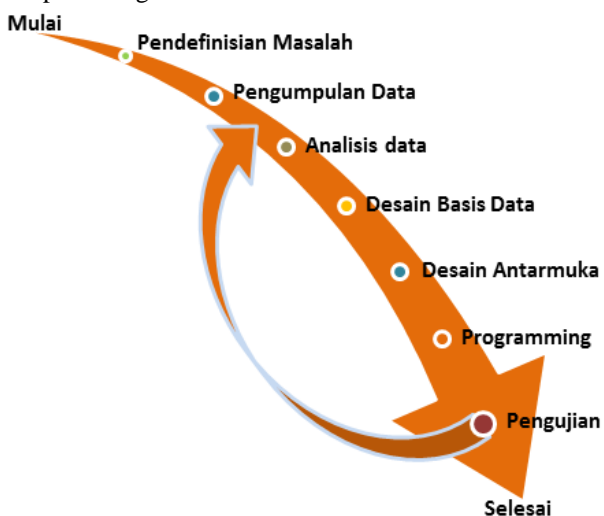 Mulai
Pendefinisian Masalah
Pengumpulan Data
Analisis data
Desain Basis Data
Desain Antarmuka
Programming
Pengujian
Selesai